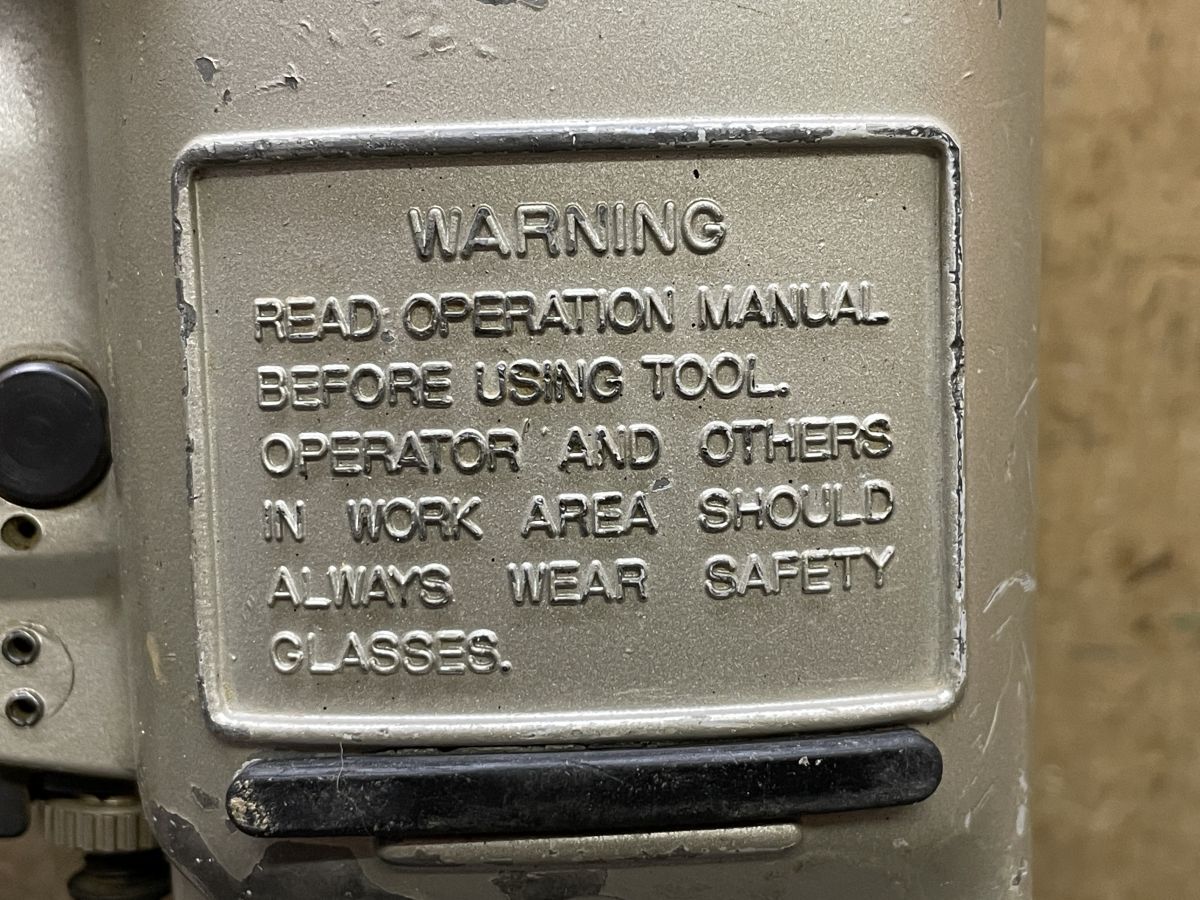 WARNING
READ OPERATION MANUAL
BEFORE USING TOOL.
OPERATOR AND OTHERS
IN WORK AREA SHOULD
ALWAYS WEAR SAFETY
GLASSES.